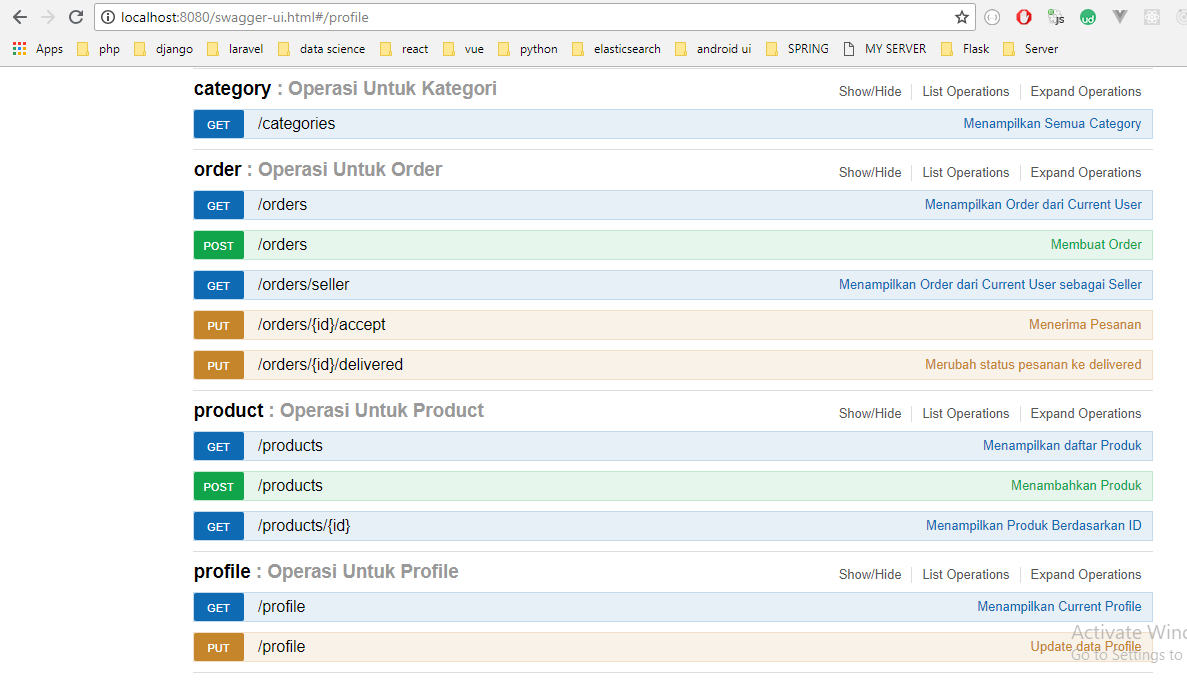 localhost:8080/swagger-ui.html#/profile
Apps php django laravel data science react vue python elasticsearch android ui SPRING MY SERVER Flask Server
category : Operasi Untuk Kategori Show/Hide List Operations Expand Operations
GET /categories Menampilkan Semua Category
order : Operasi Untuk Order Show/Hide List Operations Expand Operations
GET /orders Menampilkan Order dari Current User
POST /orders Membuat Order
GET /orders/seller Menampilkan Order dari Current User sebagai Seller
PUT /orders/{id}/accept Menerima Pesanan
PUT /orders/{id}/delivered Merubah status pesanan ke delivered
product : Operasi Untuk Product Show/Hide List Operations Expand Operations
GET /products Menampilkan daftar Produk
POST /products Menambahkan Produk
GET /products/{id} Menampilkan Produk Berdasarkan ID
profile : Operasi Untuk Profile Show/Hide List Operations Expand Operations
GET /profile Menampilkan Current Profile
Activate Wind
PUT /profile Update data Profile
Go to Settings to